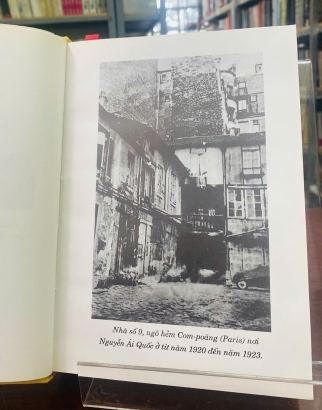 Nhà số 9, ngõ hẻm Com-poăng (Paris) nơi
Nguyễn Ái Quốc ở từ năm 1920 đến năm 1923.